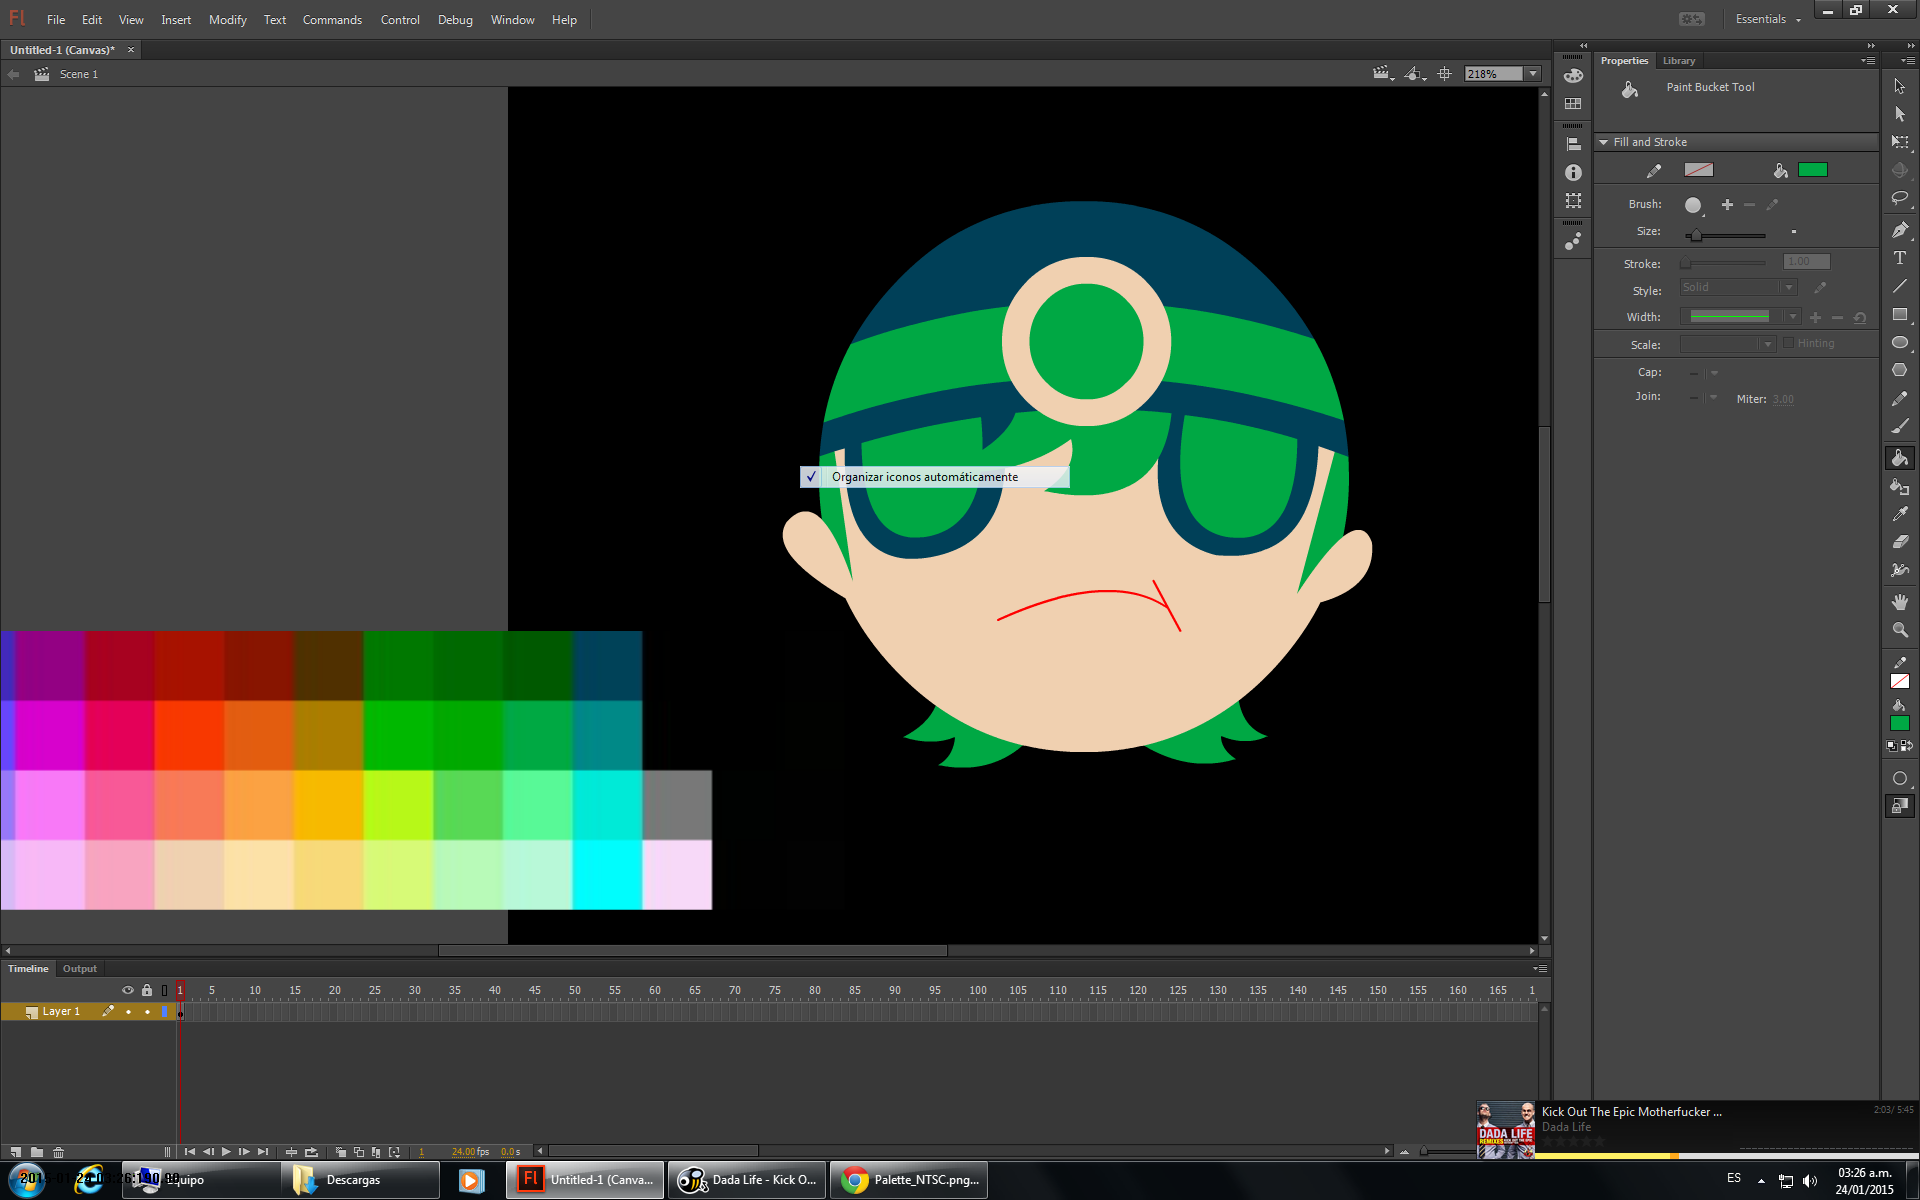 Fl File Edit View Insert Modify Text Commands Control Debug Window Help Essentials
Untitled-1 (Canvas)* ×
Scene 1 218%
Properties Library
Paint Bucket Tool
Fill and Stroke
Brush:
Size:
Stroke: 1.00
Style: Solid
Width:
Scale: Hinting
Cap:
Join: Miter: 3.00
T
✓ Organizar iconos automáticamente
Timeline Output
1 5 10 15 20 25 30 35 40 45 50 55 60 65 70 75 80 85 90 95 100 105 110 115 120 125 130 135 140 145 150 155 160 165 1
Layer 1
1 24.00 fps 0.0 s
Kick Out The Epic Motherfucker ... 2:03/ 5:45
Dada Life
DADA LIFE
Equipo Descargas Fl Untitled-1 (Canva... Dada Life - Kick O... Palette_NTSC.png... ES 03:26 a.m.
24/01/2015